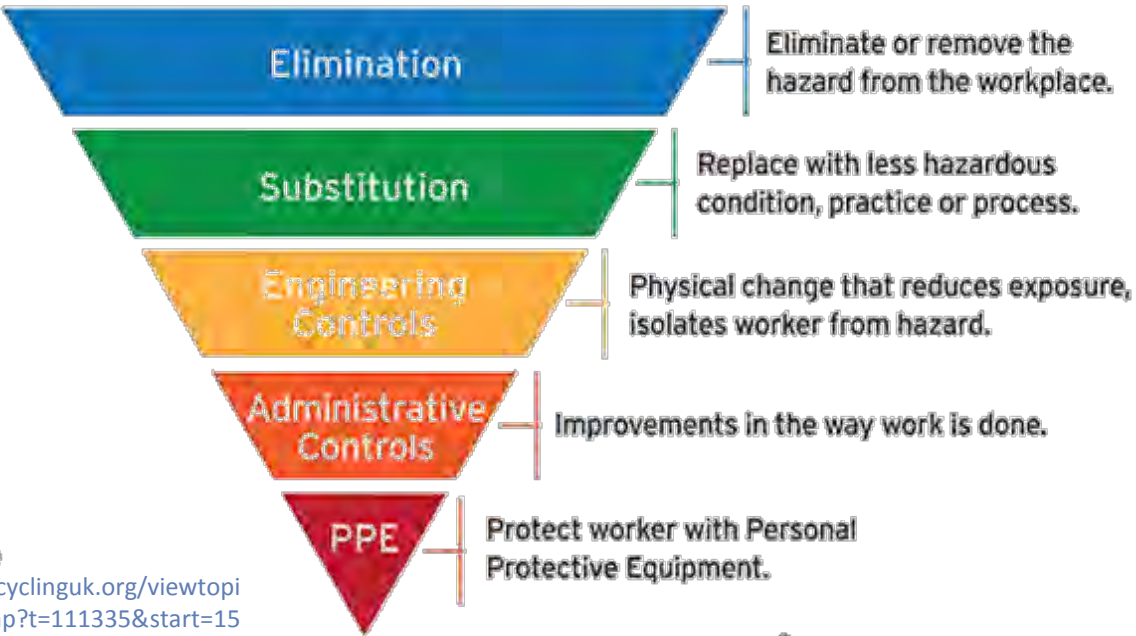 Elimination
Eliminate or remove the
hazard from the workplace.
Substitution
Replace with less hazardous
condition, practice or process.
Engineering
Controls
Physical change that reduces exposure,
isolates worker from hazard.
Administrative
Controls
Improvements in the way work is done.
PPE
Protect worker with Personal
Protective Equipment.
cyclinguk.org/viewtopi
p?t=111335&start=15